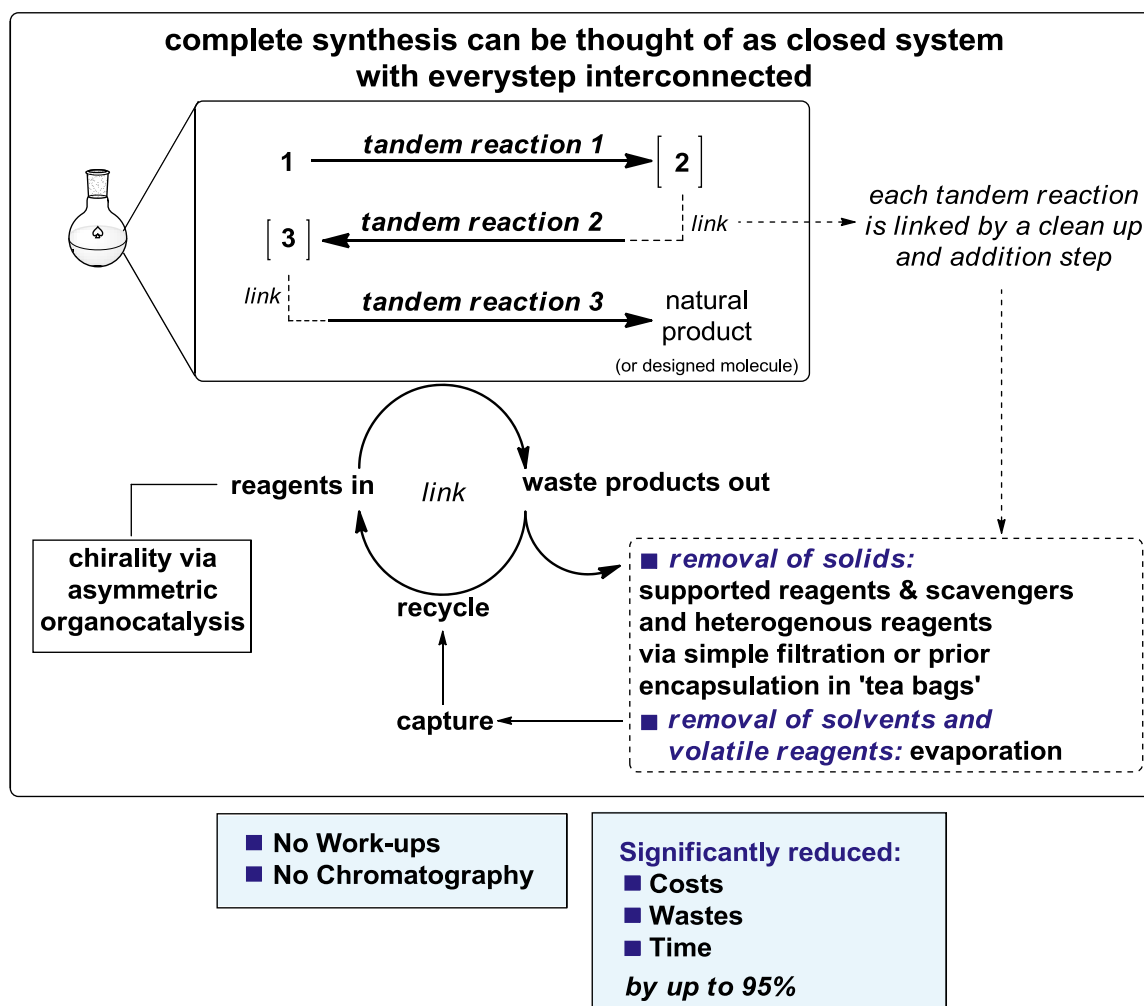 complete synthesis can be thought of as closed system
with everystep interconnected
1
tandem reaction 1
[ 2 ]
tandem reaction 2
link
[ 3 ]
link
tandem reaction 3
natural
product
(or designed molecule)
each tandem reaction
is linked by a clean up
and addition step
reagents in
link
waste products out
chirality via
asymmetric
organocatalysis
recycle
capture
■ removal of solids:
supported reagents & scavengers
and heterogenous reagents
via simple filtration or prior
encapsulation in 'tea bags'
■ removal of solvents and
volatile reagents: evaporation
■ No Work-ups
■ No Chromatography
Significantly reduced:
■ Costs
■ Wastes
■ Time
by up to 95%